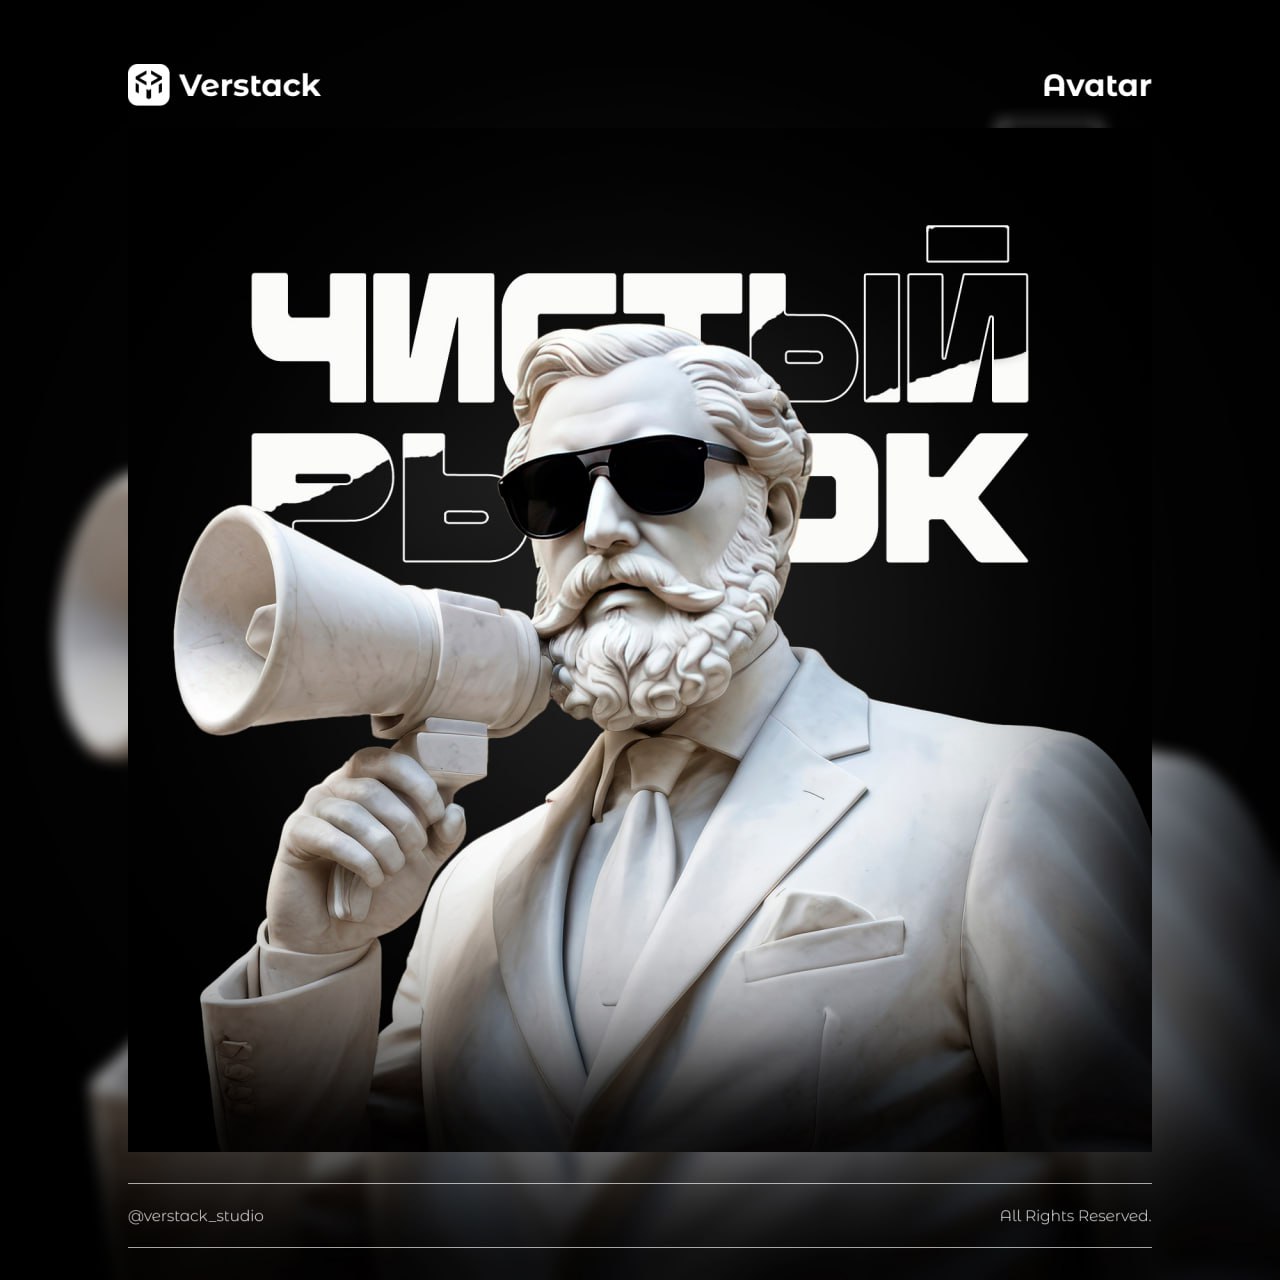 Verstack
Avatar
ЧИСТЫЙ
РЫНОК
@verstack_studio
All Rights Reserved.